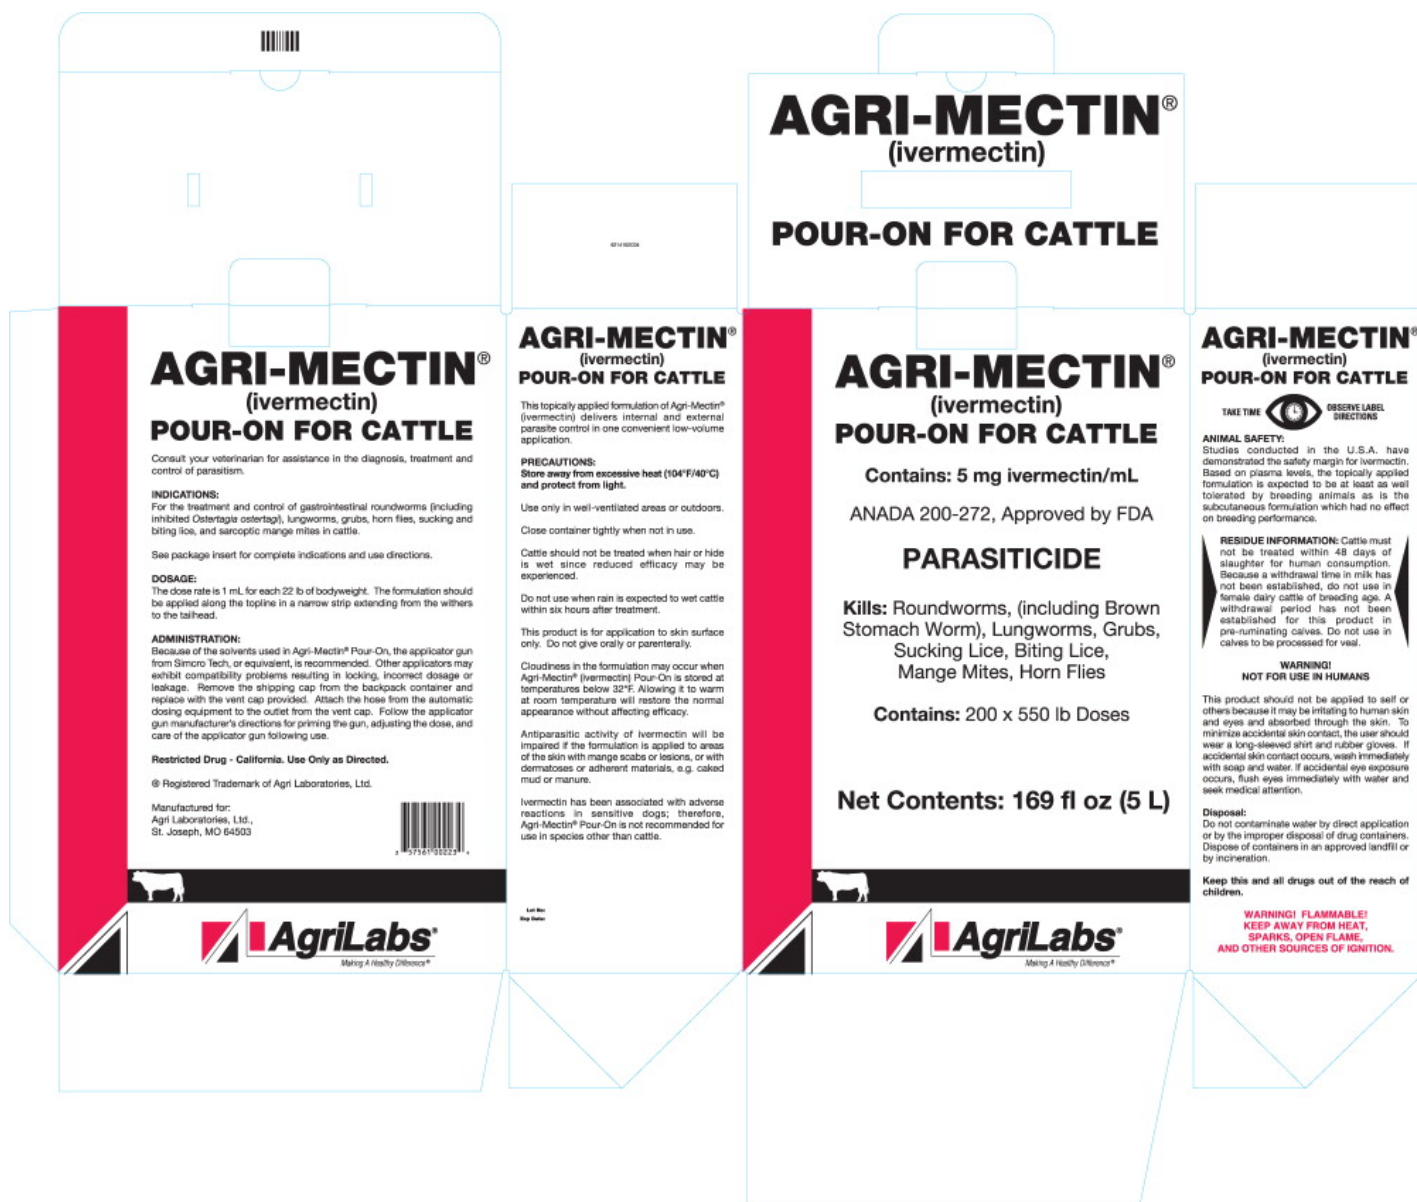 AGRI-MECTIN®
(ivermectin)
POUR-ON FOR CATTLE
AGRI-MECTIN®
(ivermectin)
POUR-ON FOR CATTLE
Consult your veterinarian for assistance in the diagnosis, treatment and
control of parasitism.
INDICATIONS:
For the treatment and control of gastrointestinal roundworms (including
inhibited Ostertagia ostertagi), lungworms, grubs, horn flies, sucking and
biting lice, and sarcoptic mange mites in cattle.
See package insert for complete indications and use directions.
DOSAGE:
The dose rate is 1 mL for each 22 lb of bodyweight. The formulation should
be applied along the topline in a narrow strip extending from the withers
to the tailhead.
ADMINISTRATION:
Because of the solvents used in Agri-Mectin® Pour-On, the applicator gun
from Simcro Tech, or equivalent, is recommended. Other applicators may
exhibit compatibility problems resulting in locking, incorrect dosage or
leakage. Remove the shipping cap from the backpack container and
replace with the vent cap provided. Attach the hose from the automatic
dosing equipment to the outlet from the vent cap. Follow the applicator
gun manufacturer's directions for priming the gun, adjusting the dose, and
care of the applicator gun following use.
Restricted Drug - California. Use Only as Directed.
® Registered Trademark of Agri Laboratories, Ltd.
Manufactured for:
Agri Laboratories, Ltd.,
St. Joseph, MO 64503
3 57561 00223 4
AgriLabs®
Making A Healthy Difference®
AGRI-MECTIN®
(ivermectin)
POUR-ON FOR CATTLE
This topically applied formulation of Agri-Mectin®
(ivermectin) delivers internal and external
parasite control in one convenient low-volume
application.
PRECAUTIONS:
Store away from excessive heat (104°F/40°C)
and protect from light.
Use only in well-ventilated areas or outdoors.
Close container tightly when not in use.
Cattle should not be treated when hair or hide
is wet since reduced efficacy may be
experienced.
Do not use when rain is expected to wet cattle
within six hours after treatment.
This product is for application to skin surface
only. Do not give orally or parenterally.
Cloudiness in the formulation may occur when
Agri-Mectin® (ivermectin) Pour-On is stored at
temperatures below 32°F. Allowing it to warm
at room temperature will restore the normal
appearance without affecting efficacy.
Antiparasitic activity of ivermectin will be
impaired if the formulation is applied to areas
of the skin with mange scabs or lesions, or with
dermatoses or adherent materials, e.g. caked
mud or manure.
Ivermectin has been associated with adverse
reactions in sensitive dogs; therefore,
Agri-Mectin® Pour-On is not recommended for
use in species other than cattle.
Lot No:
Exp Date:
AGRI-MECTIN®
(ivermectin)
POUR-ON FOR CATTLE
Contains: 5 mg ivermectin/mL
ANADA 200-272, Approved by FDA
PARASITICIDE
Kills: Roundworms, (including Brown
Stomach Worm), Lungworms, Grubs,
Sucking Lice, Biting Lice,
Mange Mites, Horn Flies
Contains: 200 x 550 lb Doses
Net Contents: 169 fl oz (5 L)
AgriLabs®
Making A Healthy Difference®
AGRI-MECTIN®
(ivermectin)
POUR-ON FOR CATTLE
TAKE TIME
OBSERVE LABEL
DIRECTIONS
ANIMAL SAFETY:
Studies conducted in the U.S.A. have
demonstrated the safety margin for ivermectin.
Based on plasma levels, the topically applied
formulation is expected to be at least as well
tolerated by breeding animals as is the
subcutaneous formulation which had no effect
on breeding performance.
RESIDUE INFORMATION: Cattle must
not be treated within 48 days of
slaughter for human consumption.
Because a withdrawal time in milk has
not been established, do not use in
female dairy cattle of breeding age. A
withdrawal period has not been
established for this product in
pre-ruminating calves. Do not use in
calves to be processed for veal.
WARNING!
NOT FOR USE IN HUMANS
This product should not be applied to self or
others because it may be irritating to human skin
and eyes and absorbed through the skin. To
minimize accidental skin contact, the user should
wear a long-sleeved shirt and rubber gloves. If
accidental skin contact occurs, wash immediately
with soap and water. If accidental eye exposure
occurs, flush eyes immediately with water and
seek medical attention.
Disposal:
Do not contaminate water by direct application
or by the improper disposal of drug containers.
Dispose of containers in an approved landfill or
by incineration.
Keep this and all drugs out of the reach of
children.
WARNING! FLAMMABLE!
KEEP AWAY FROM HEAT,
SPARKS, OPEN FLAME,
AND OTHER SOURCES OF IGNITION.